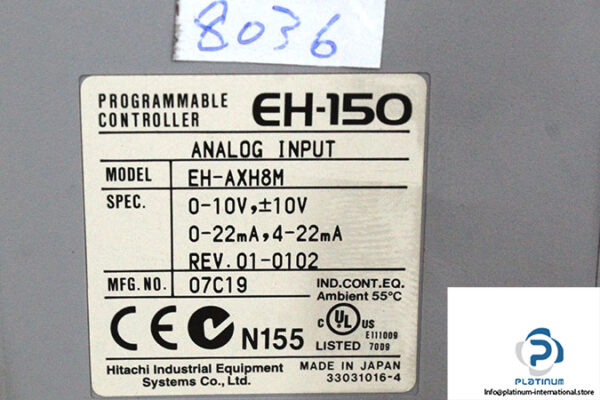 8036
PROGRAMMABLE CONTROLLER EH-150
ANALOG INPUT
MODEL EH-AXH8M
SPEC. 0-10V,±10V
0-22mA,4-22mA
REV.01-0102
MFG.NO. 07C19
IND.CONT.EQ.
Ambient 55°C
CE N155 c UL US
E111009
LISTED 7009
Hitachi Industrial Equipment
Systems Co., Ltd.
MADE IN JAPAN
33031016-4
PLATINUM
Info@platinum-international.store